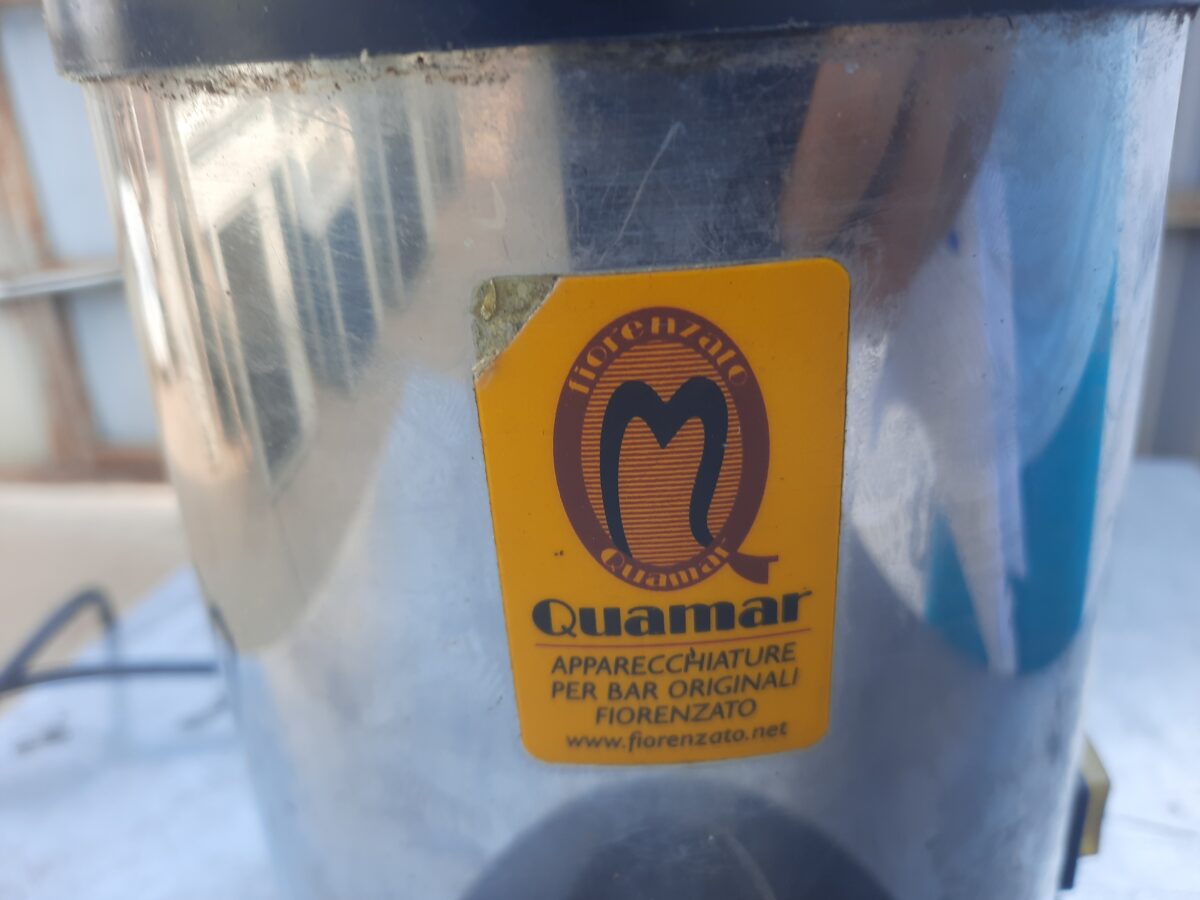 fiorenzato
Quamar
Quamar
APPARECCHIATURE
PER BAR ORIGINALI
FIORENZATO
www.fiorenzato.net